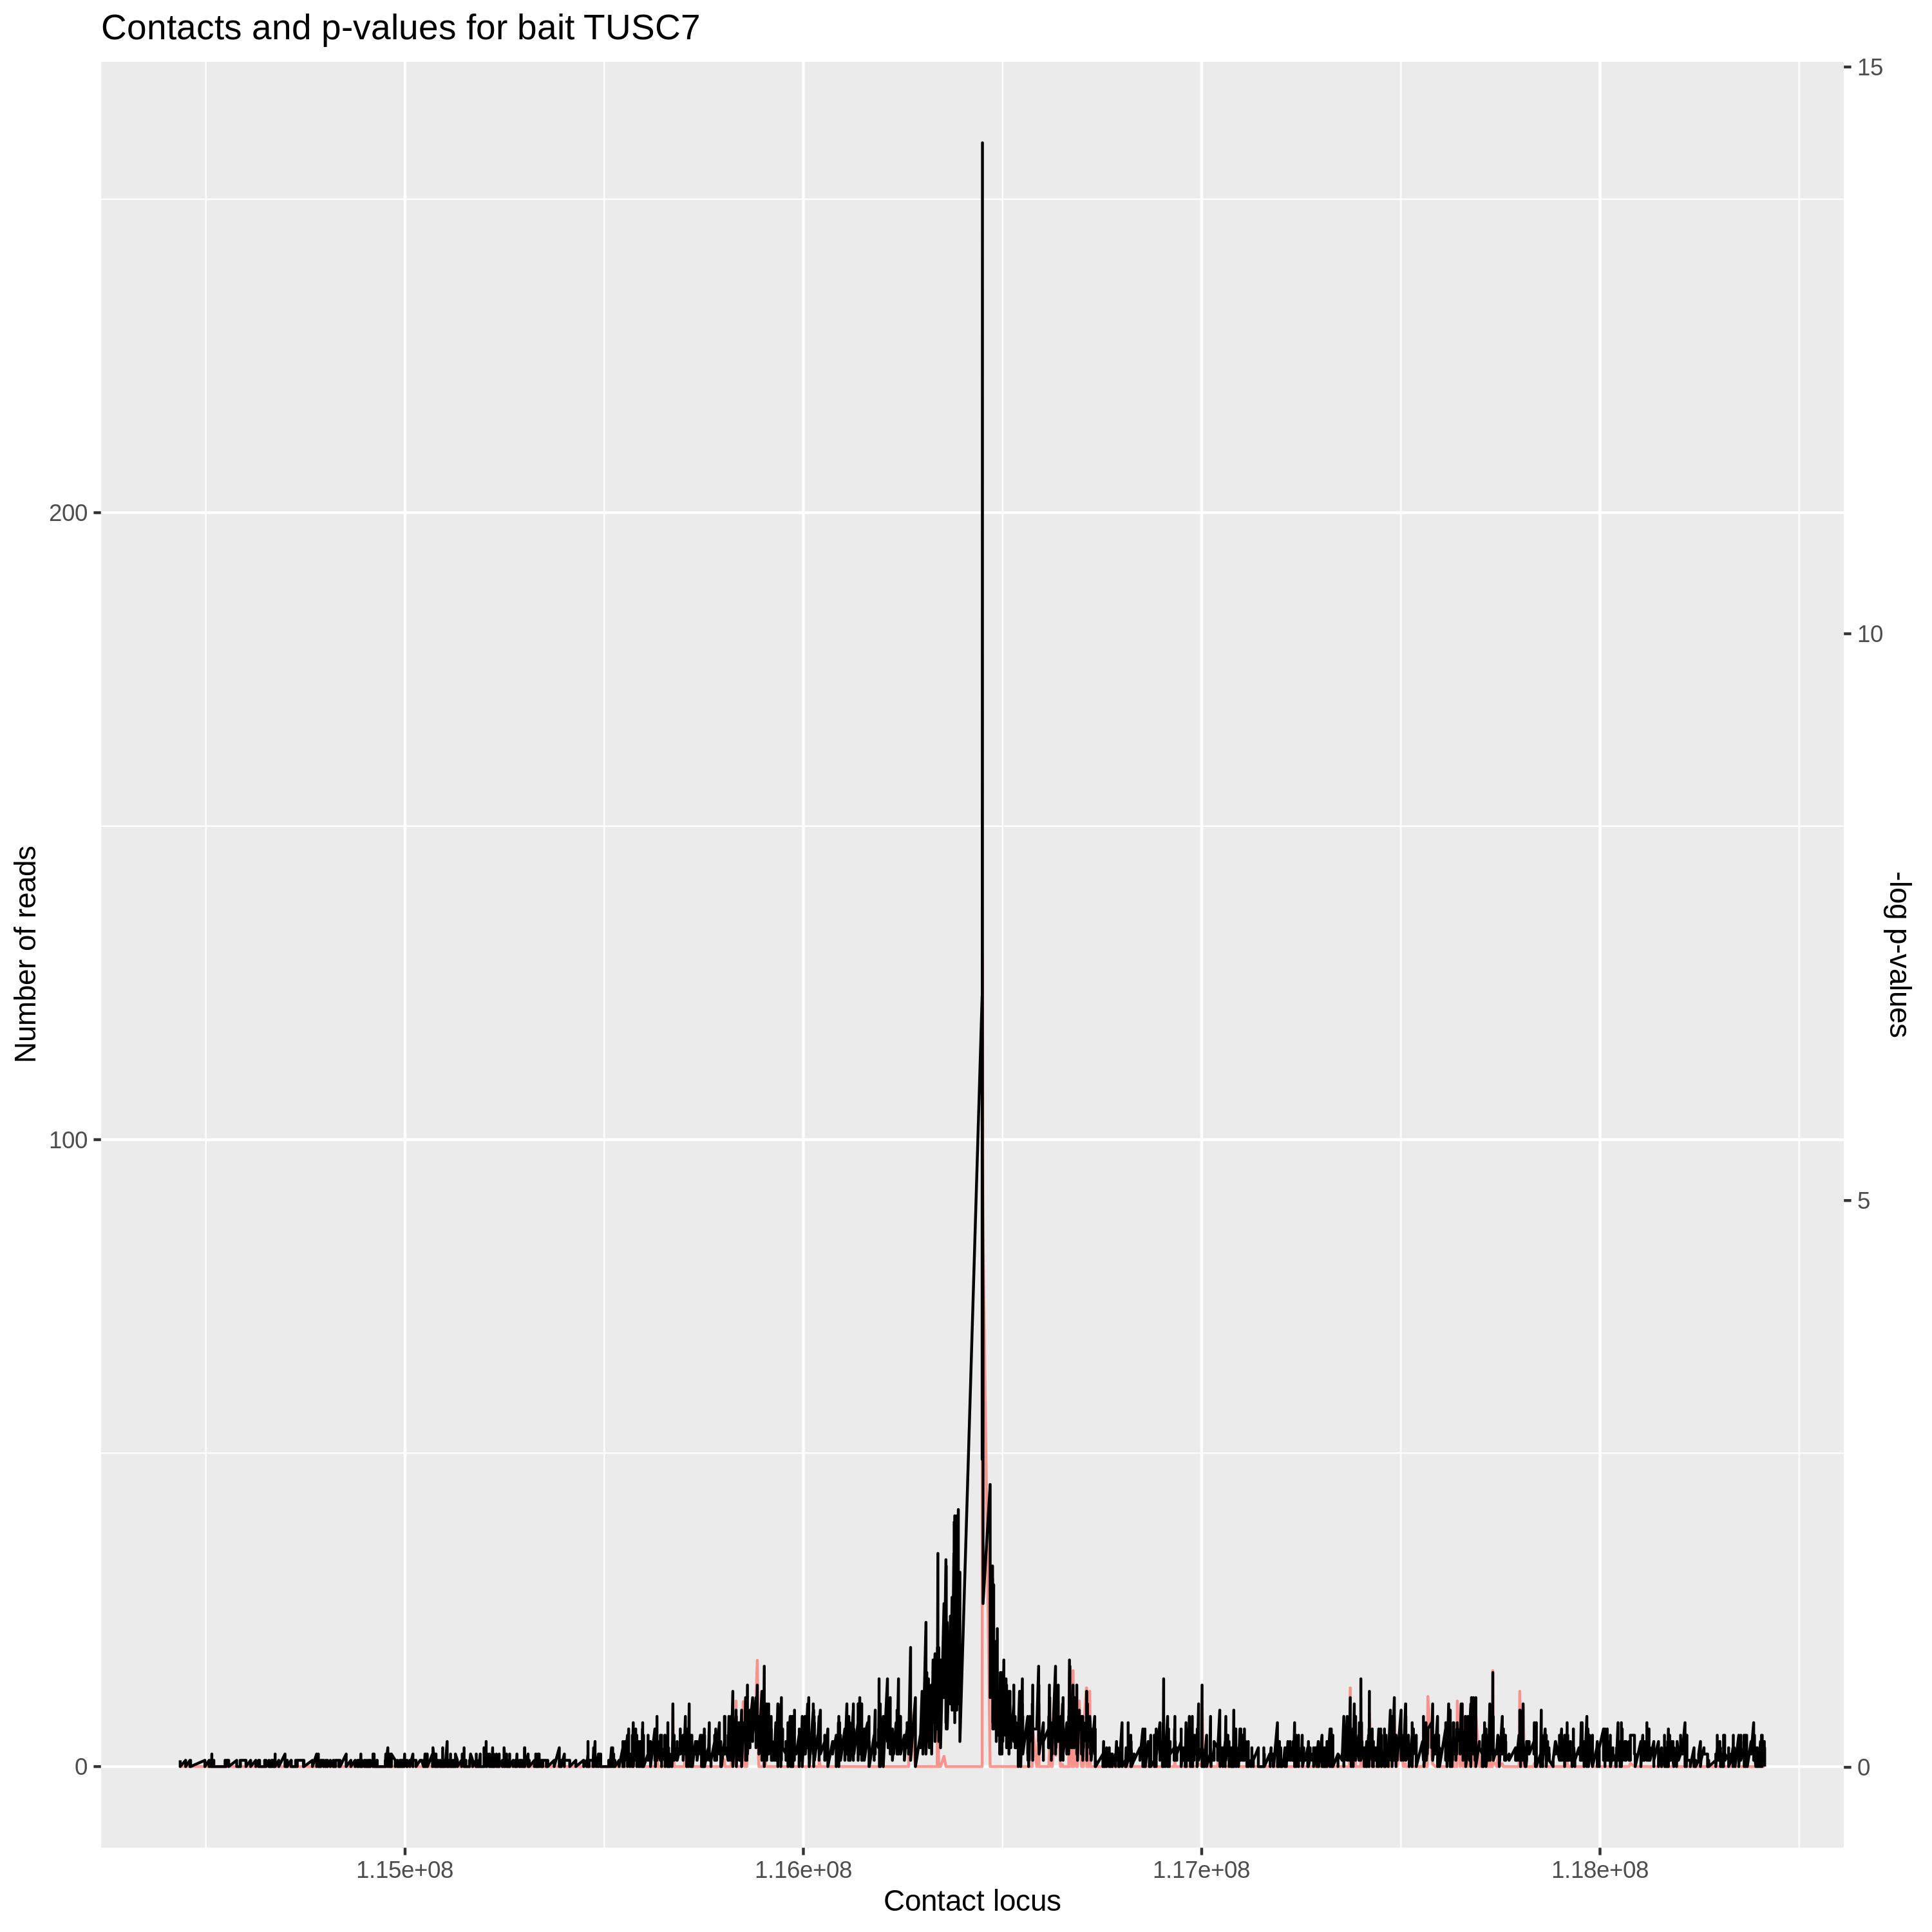 Contacts and p-values for bait TUSC7
15
200
10
Number of reads
-log p-values
100
5
0
0
1.15e+08
1.16e+08
1.17e+08
1.18e+08
Contact locus